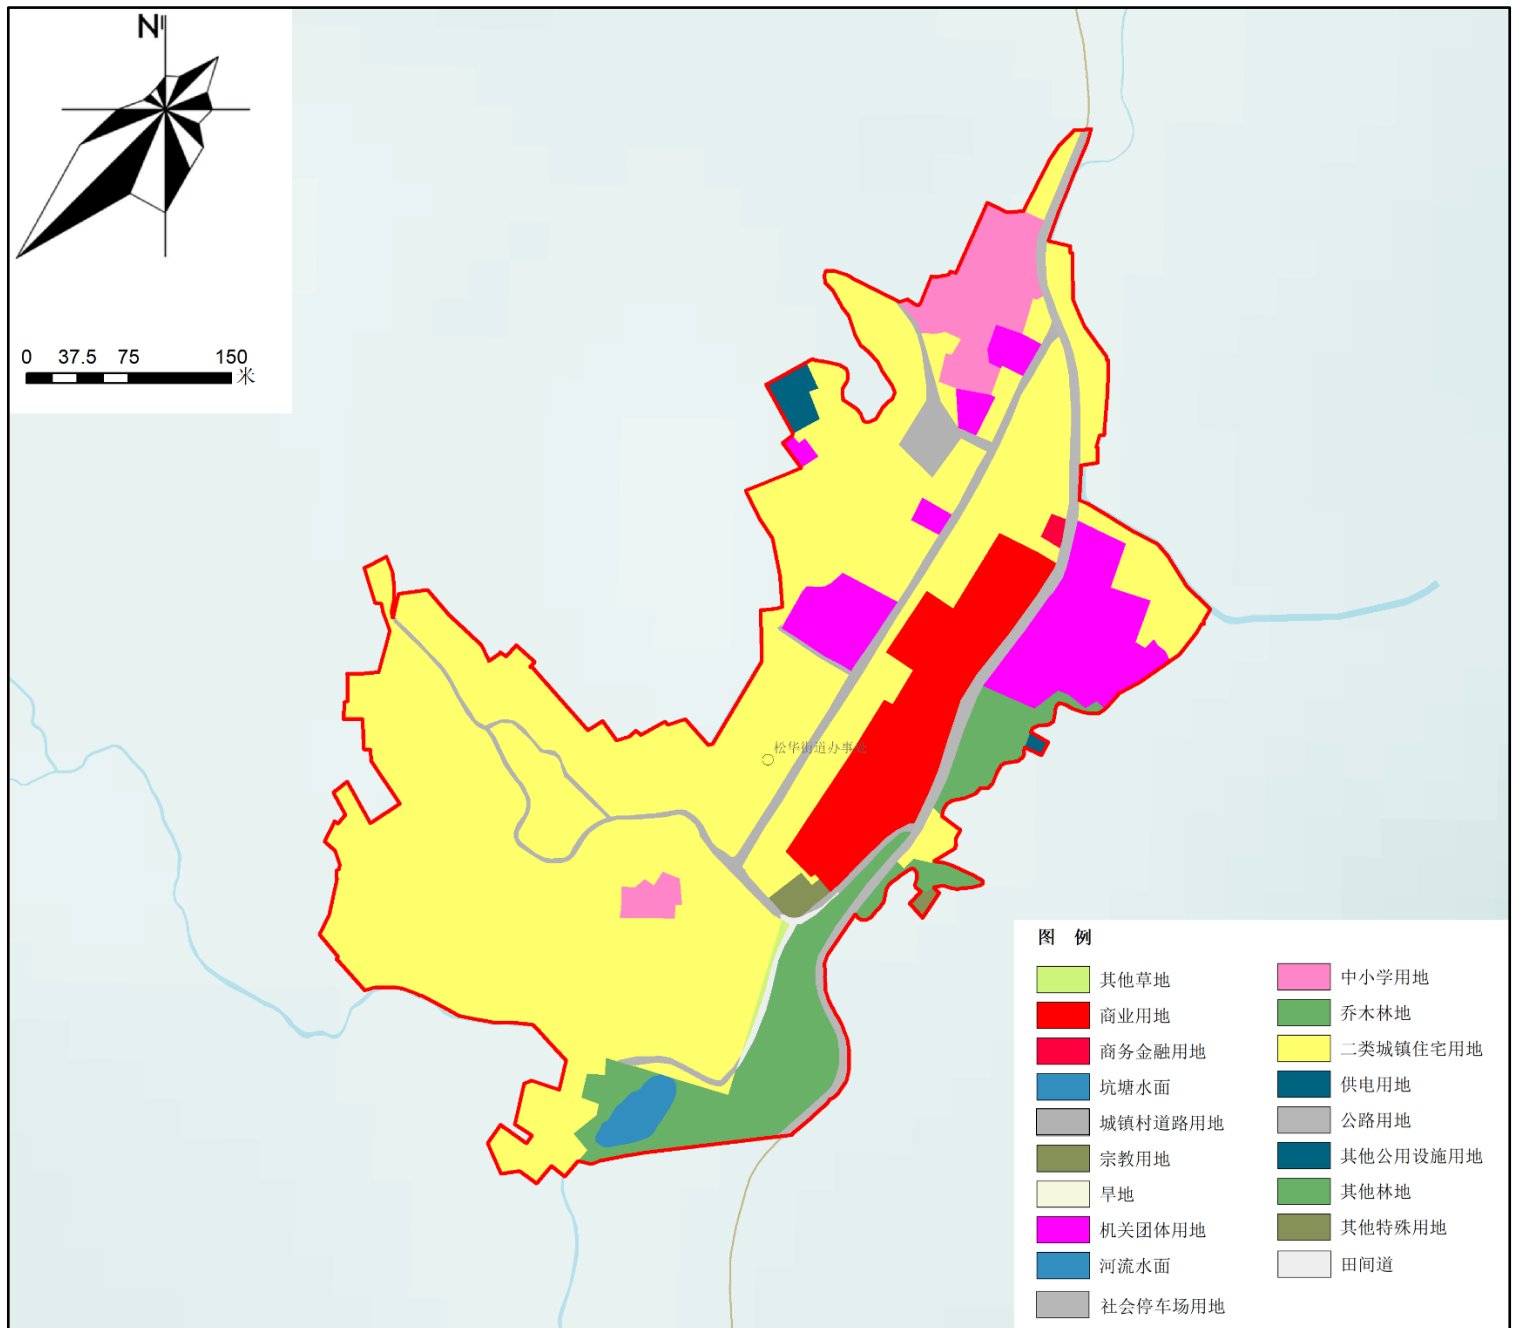 N
0 37.5 75 150
米
松华街道办事处
图 例
其他草地
商业用地
商务金融用地
坑塘水面
城镇村道路用地
宗教用地
旱地
机关团体用地
河流水面
社会停车场用地
中小学用地
乔木林地
二类城镇住宅用地
供电用地
公路用地
其他公用设施用地
其他林地
其他特殊用地
田间道